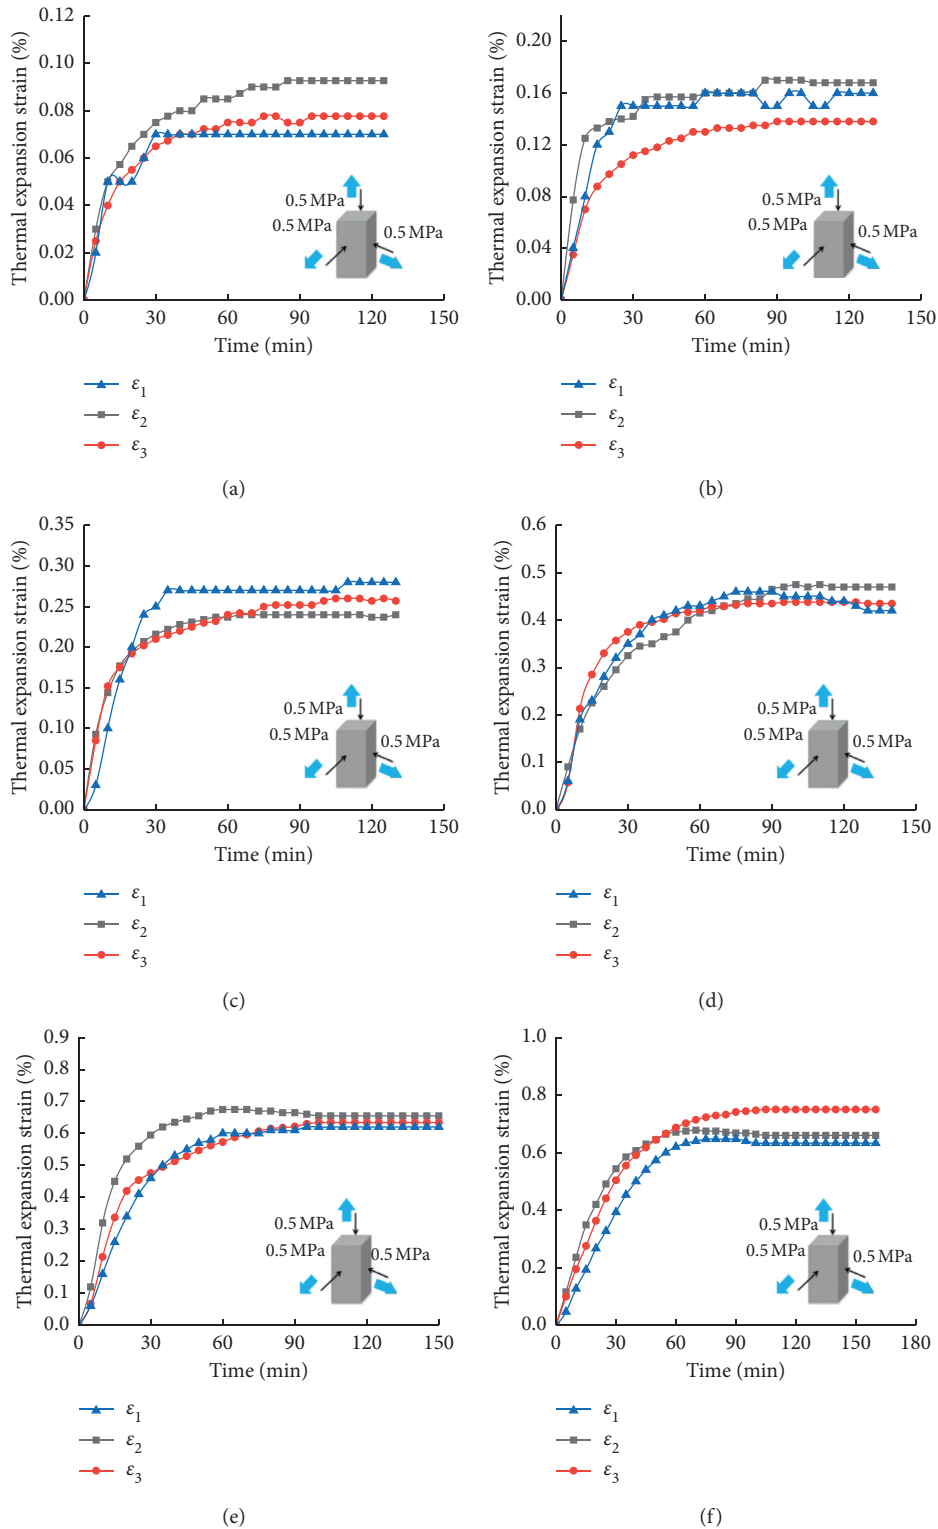 0.12
0.10
0.08
0.06
0.04
0.02
0.00
Thermal expansion strain (%)
0.5 MPa
0.5 MPa
0.5 MPa
0 30 60 90 120 150
Time (min)
ε1
ε2
ε3
(a)
0.20
0.16
0.12
0.08
0.04
0.00
Thermal expansion strain (%)
0.5 MPa
0.5 MPa
0.5 MPa
0 30 60 90 120 150
Time (min)
ε1
ε2
ε3
(b)
0.35
0.30
0.25
0.20
0.15
0.10
0.05
0.00
Thermal expansion strain (%)
0.5 MPa
0.5 MPa
0.5 MPa
0 30 60 90 120 150
Time (min)
ε1
ε2
ε3
(c)
0.6
0.5
0.4
0.3
0.2
0.1
0.0
Thermal expansion strain (%)
0.5 MPa
0.5 MPa
0.5 MPa
0 30 60 90 120 150
Time (min)
ε1
ε2
ε3
(d)
0.9
0.8
0.7
0.6
0.5
0.4
0.3
0.2
0.1
0.0
Thermal expansion strain (%)
0.5 MPa
0.5 MPa
0.5 MPa
0 30 60 90 120 150
Time (min)
ε1
ε2
ε3
(e)
1.0
0.8
0.6
0.4
0.2
0.0
Thermal expansion strain (%)
0.5 MPa
0.5 MPa
0.5 MPa
0 30 60 90 120 150 180
Time (min)
ε1
ε2
ε3
(f)